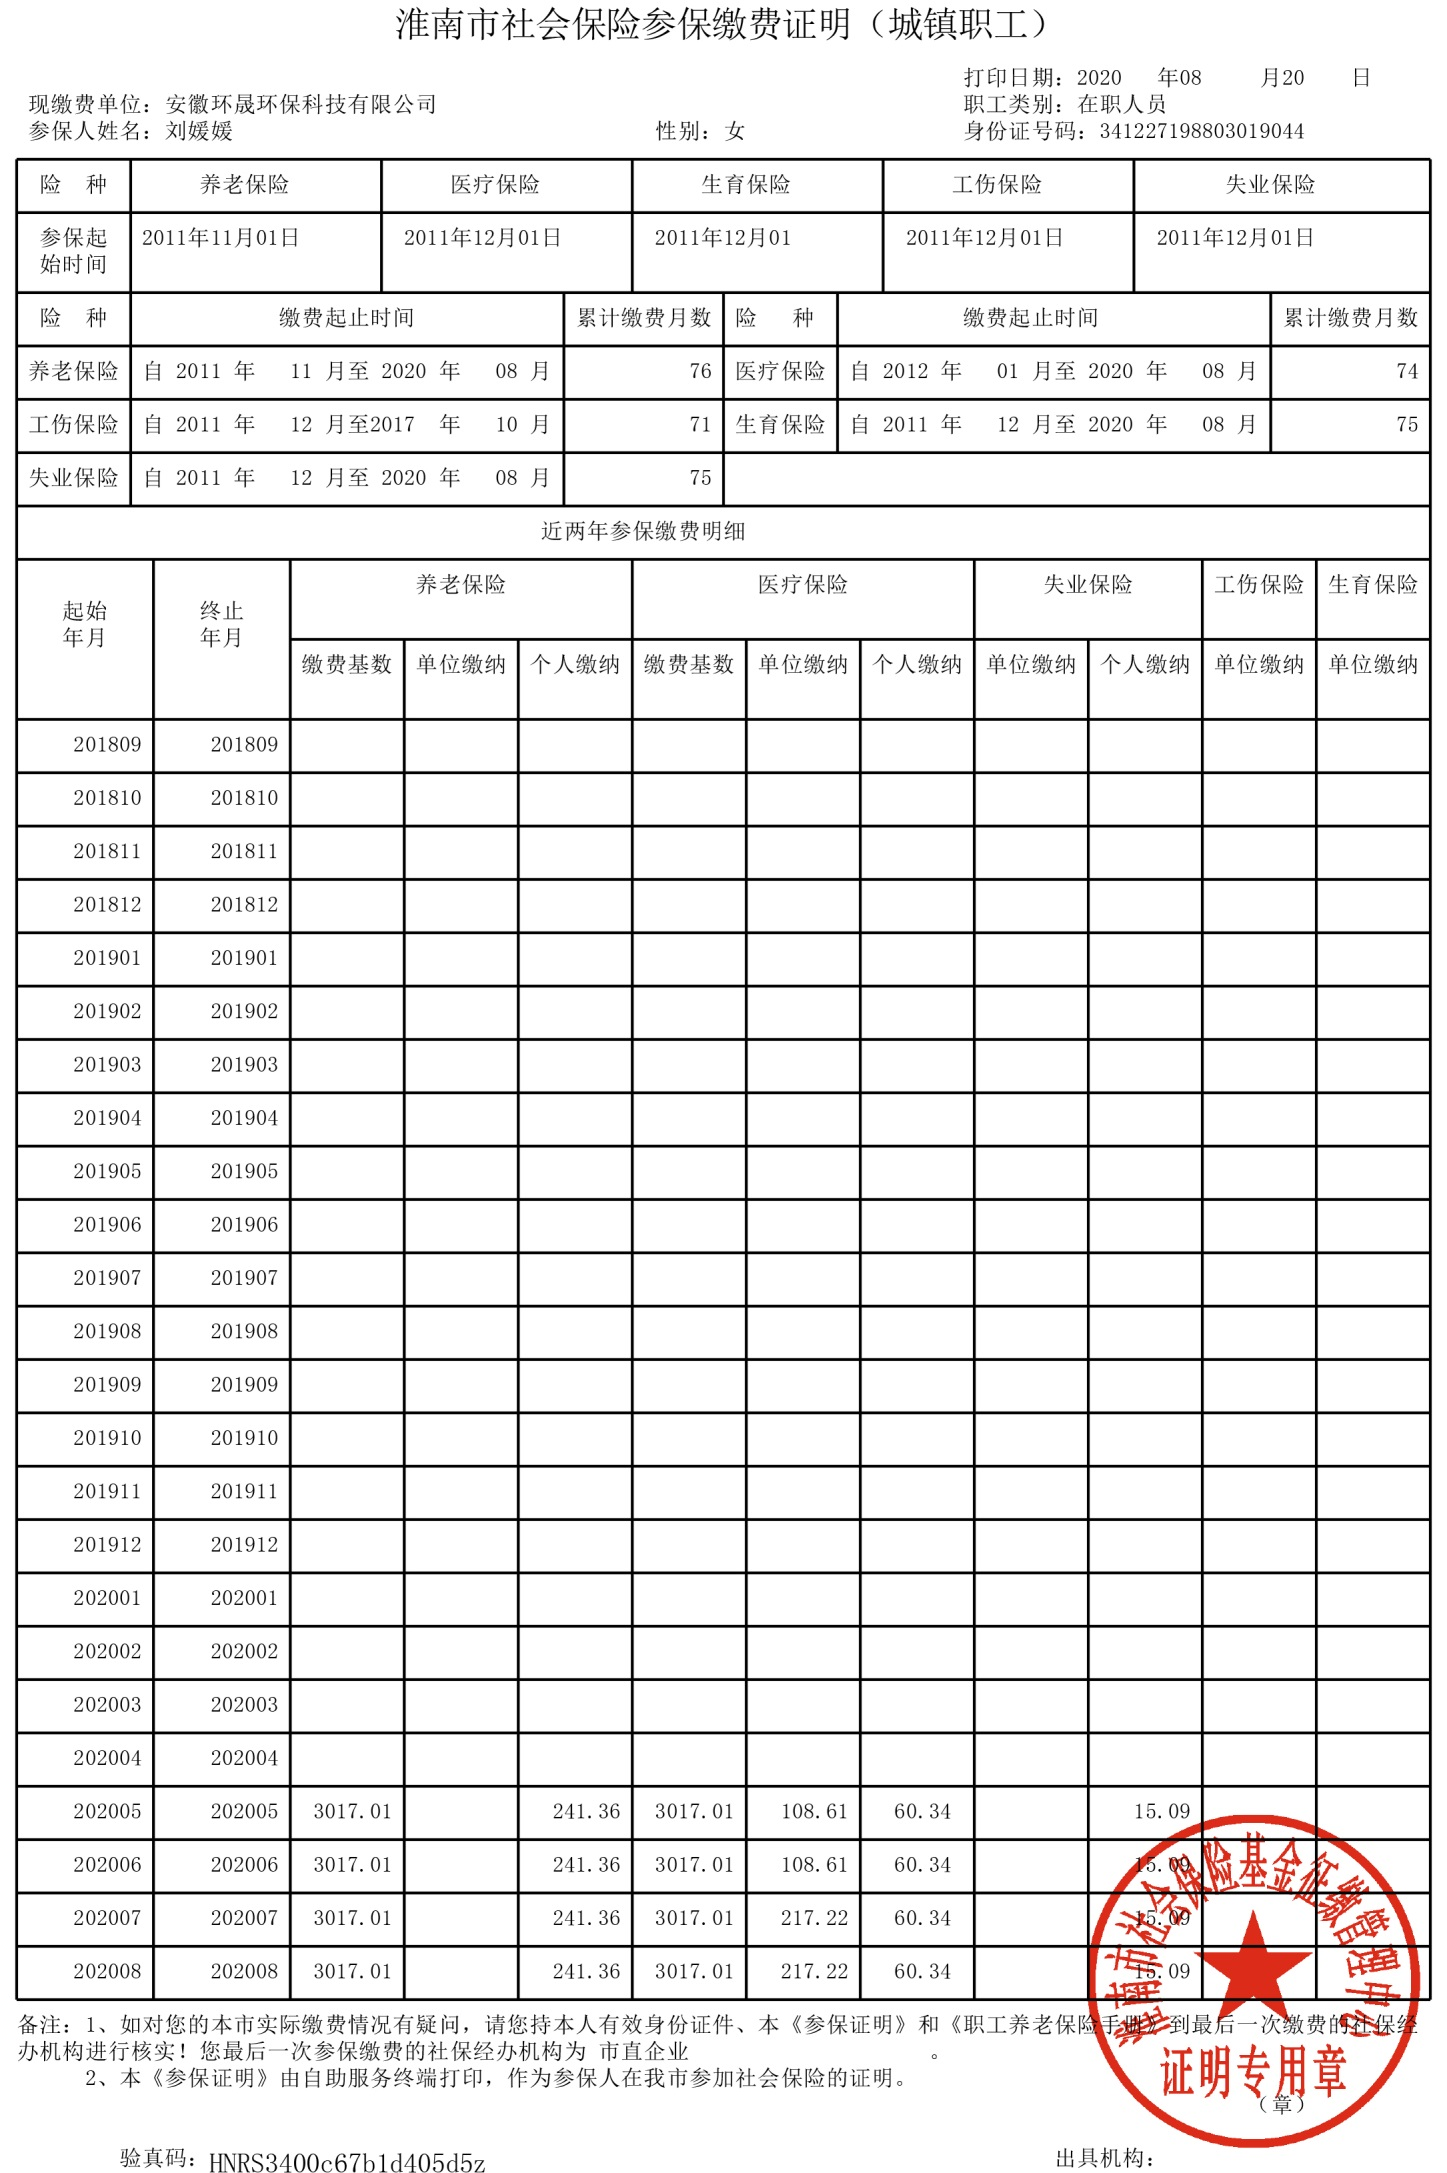 淮南市社会保险参保缴费证明（城镇职工）
打印日期：2020 年08 月20 日
现缴费单位：安徽环晟环保科技有限公司 职工类别：在职人员
参保人姓名：刘媛媛 性别：女 身份证号码：341227198803019044
险 种 养老保险 医疗保险 生育保险 工伤保险 失业保险
参保起
始时间 2011年11月01日 2011年12月01日 2011年12月01 2011年12月01日 2011年12月01日
险 种 缴费起止时间 累计缴费月数 险 种 缴费起止时间 累计缴费月数
养老保险 自 2011 年 11 月至 2020 年 08 月 76 医疗保险 自 2012 年 01 月至 2020 年 08 月 74
工伤保险 自 2011 年 12 月至2017 年 10 月 71 生育保险 自 2011 年 12 月至 2020 年 08 月 75
失业保险 自 2011 年 12 月至 2020 年 08 月 75
近两年参保缴费明细
起始
年月 终止
年月 养老保险 医疗保险 失业保险 工伤保险 生育保险
缴费基数 单位缴纳 个人缴纳 缴费基数 单位缴纳 个人缴纳 单位缴纳 个人缴纳 单位缴纳 单位缴纳
201809 201809
201810 201810
201811 201811
201812 201812
201901 201901
201902 201902
201903 201903
201904 201904
201905 201905
201906 201906
201907 201907
201908 201908
201909 201909
201910 201910
201911 201911
201912 201912
202001 202001
202002 202002
202003 202003
202004 202004
202005 202005 3017.01 241.36 3017.01 108.61 60.34 15.09
202006 202006 3017.01 241.36 3017.01 108.61 60.34 15.09
202007 202007 3017.01 241.36 3017.01 217.22 60.34 15.09
202008 202008 3017.01 241.36 3017.01 217.22 60.34 15.09
备注：1、如对您的本市实际缴费情况有疑问，请您持本人有效身份证件、本《参保证明》和《职工养老保险手册》到最后一次缴费的社保经
办机构进行核实！您最后一次参保缴费的社保经办机构为 市直企业 。
2、本《参保证明》由自助服务终端打印，作为参保人在我市参加社会保险的证明。
淮南市社会保险基金征缴管理中心
证明专用章
（章）
验真码：HNRS3400c67b1d405d5z 出具机构：